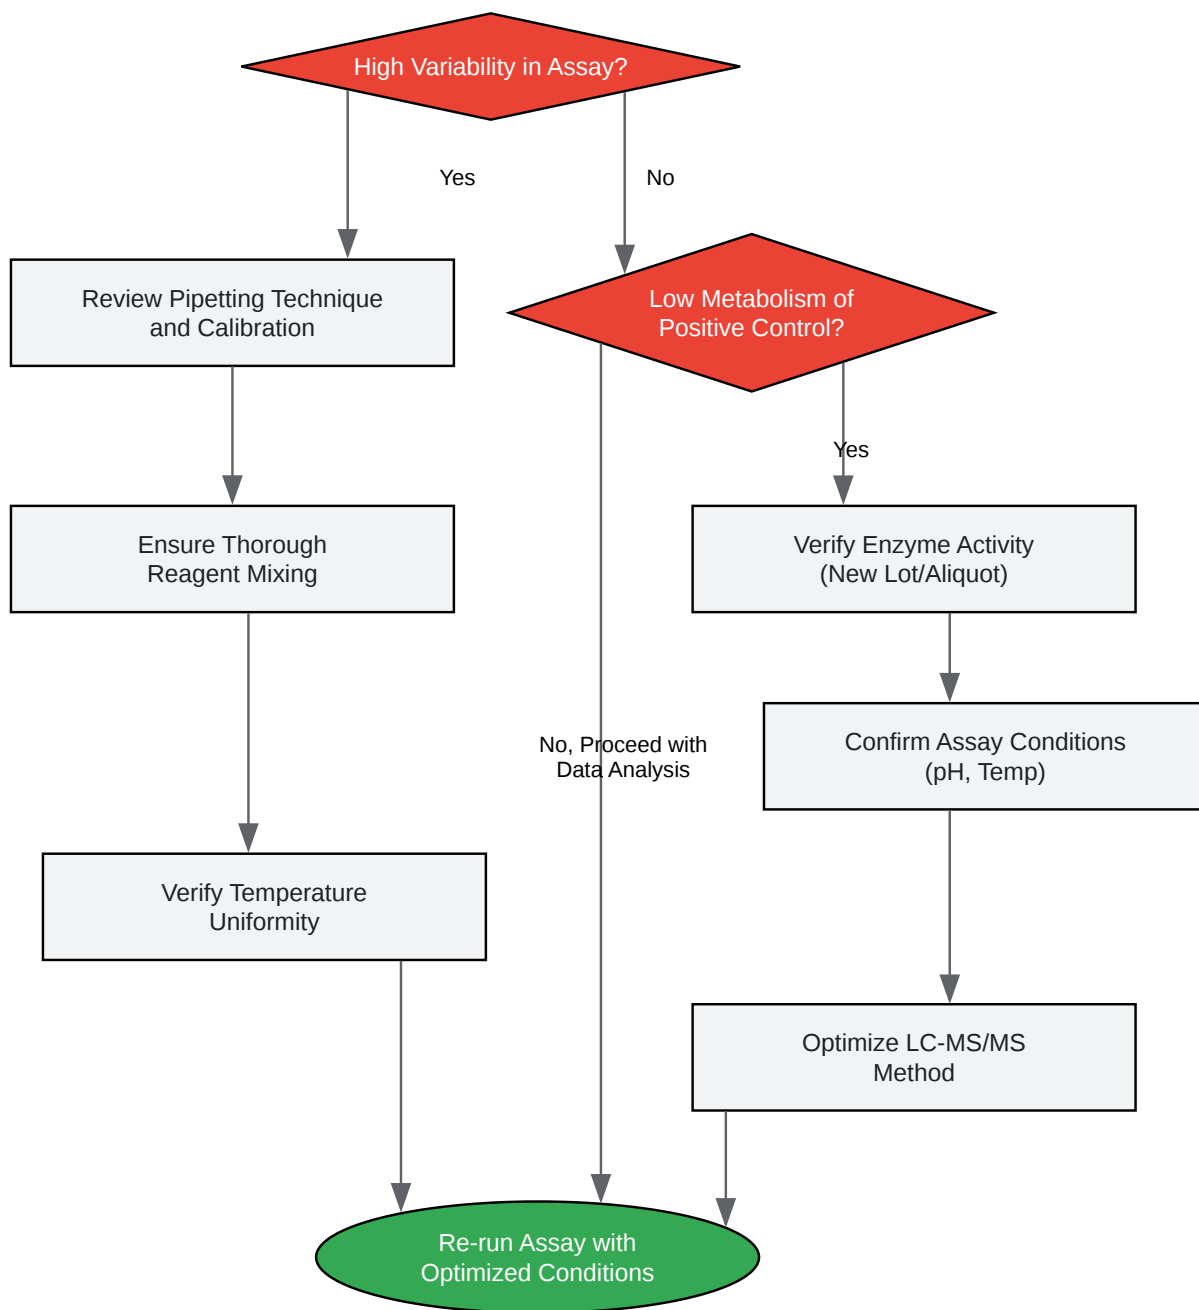 High Variability in Assay?
Yes
No
Review Pipetting Technique
and Calibration
Low Metabolism of
Positive Control?
Yes
Ensure Thorough
Reagent Mixing
Verify Enzyme Activity
(New Lot/Aliquot)
No, Proceed with
Data Analysis
Confirm Assay Conditions
(pH, Temp)
Verify Temperature
Uniformity
Optimize LC-MS/MS
Method
Re-run Assay with
Optimized Conditions